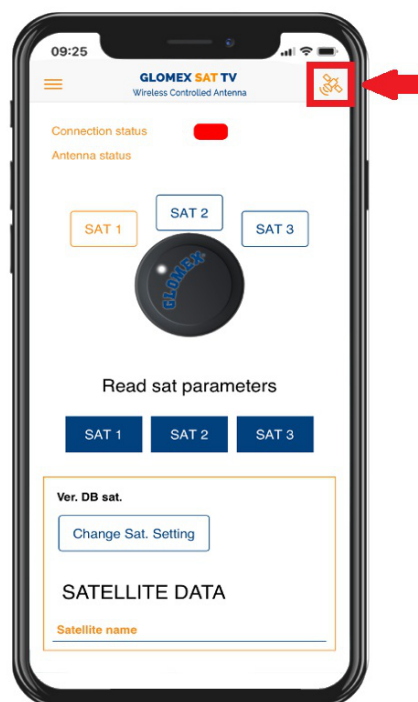 09:25
GLOMEX SAT TV
Wireless Controlled Antenna
Connection status
Antenna status
SAT 1
SAT 2
SAT 3
GLOMEX
Read sat parameters
SAT 1 SAT 2 SAT 3
Ver. DB sat.
Change Sat. Setting
SATELLITE DATA
Satellite name